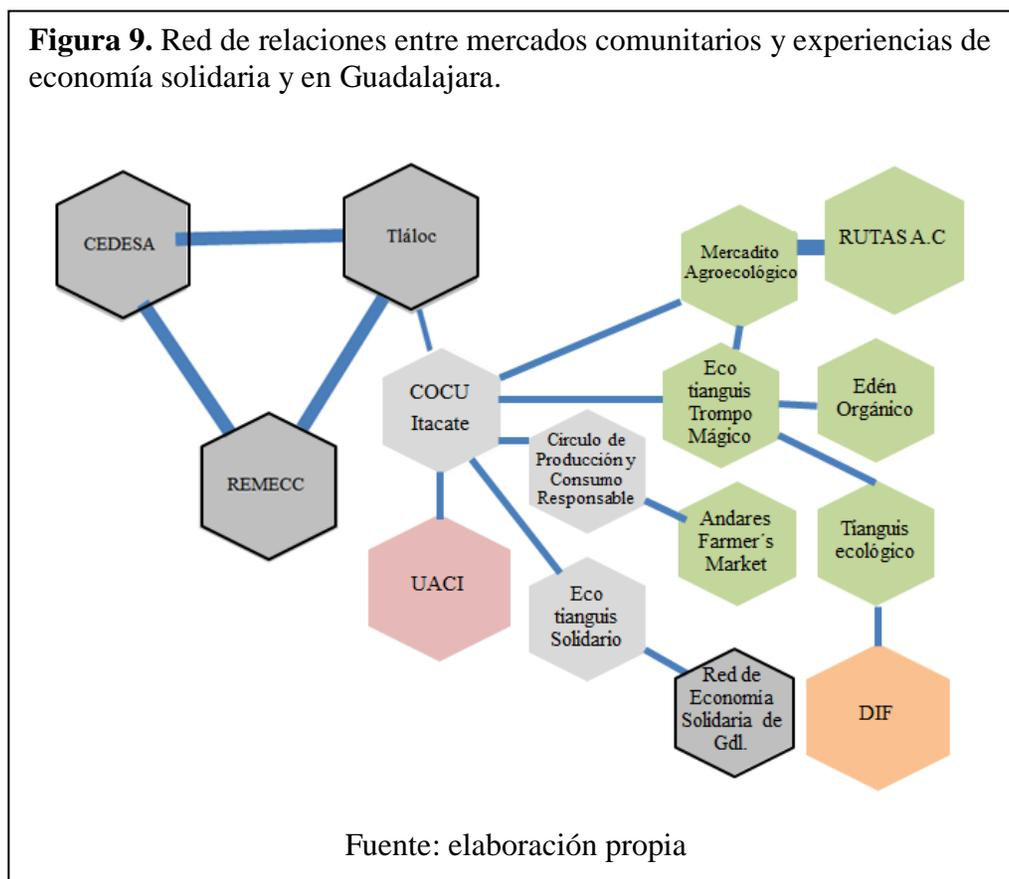 Figura 9. Red de relaciones entre mercados comunitarios y experiencias de
economía solidaria y en Guadalajara.
CEDESA
Tláloc
REMECC
COCU
Itacate
UACI
Circulo de
Producción y
Consumo
Responsable
Eco
tianguis
Solidario
Red de
Economía
Solidaria de
Gdl.
Mercadito
Agroecológico
RUTAS A.C
Eco
tianguis
Trompo
Mágico
Edén
Orgánico
Andares
Farmer´s
Market
Tianguis
ecológico
DIF
Fuente: elaboración propia